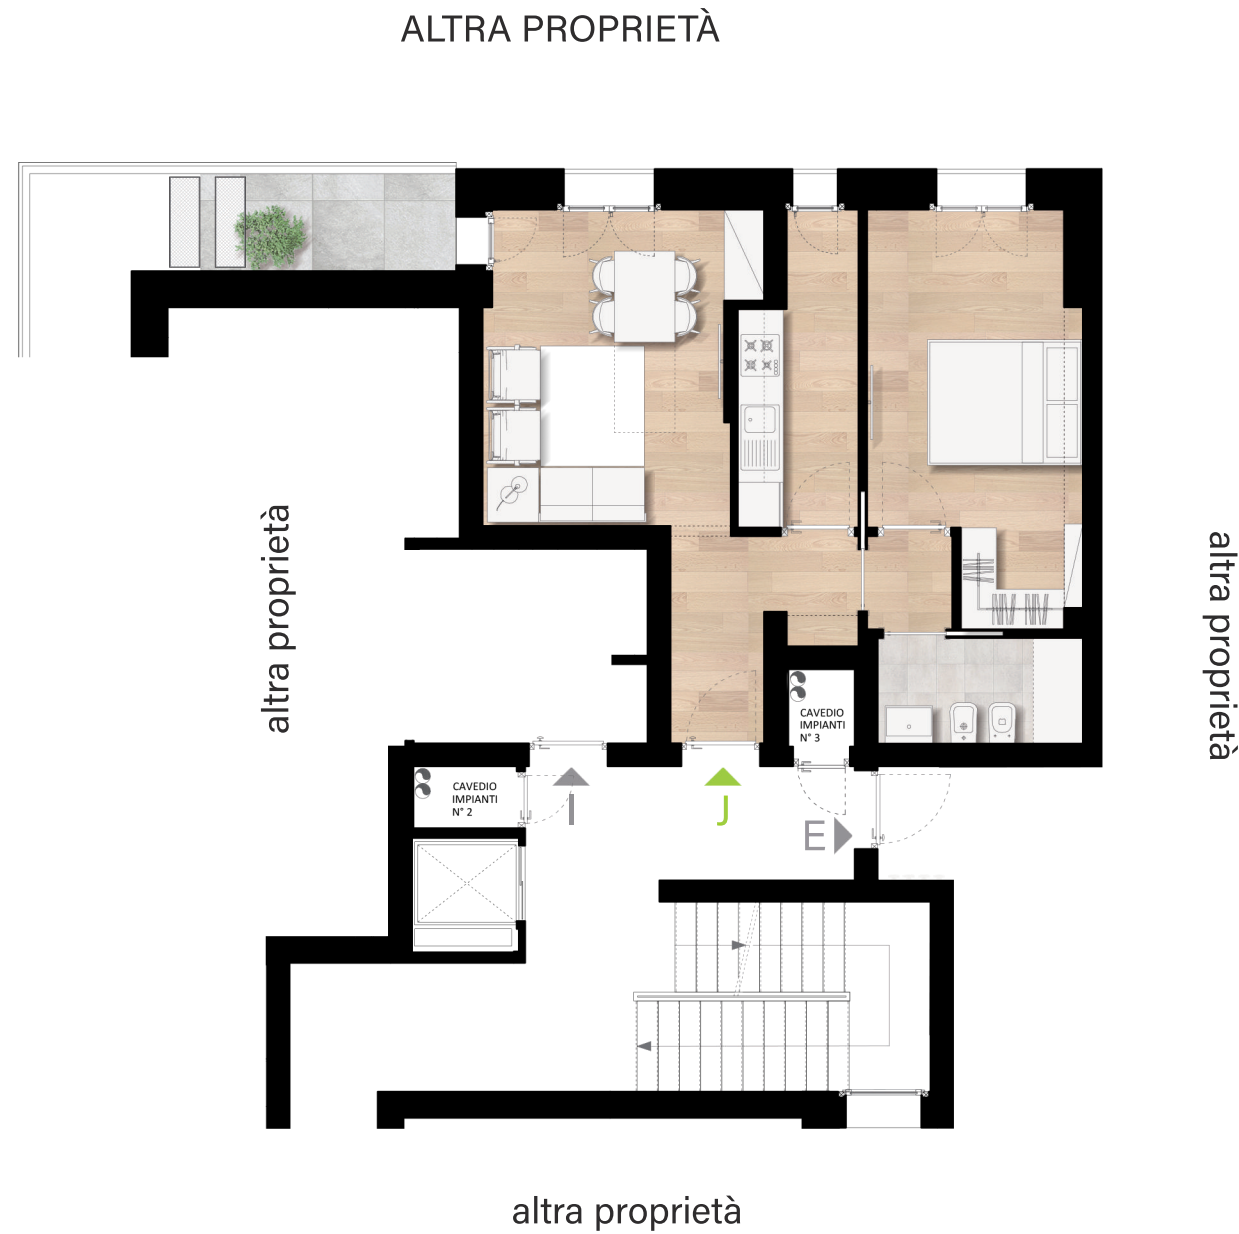 ALTRA PROPRIETÀ
altra proprietà
altra proprietà
CAVEDIO
IMPIANTI
N° 3
CAVEDIO
IMPIANTI
N° 2
I
J
E
altra proprietà